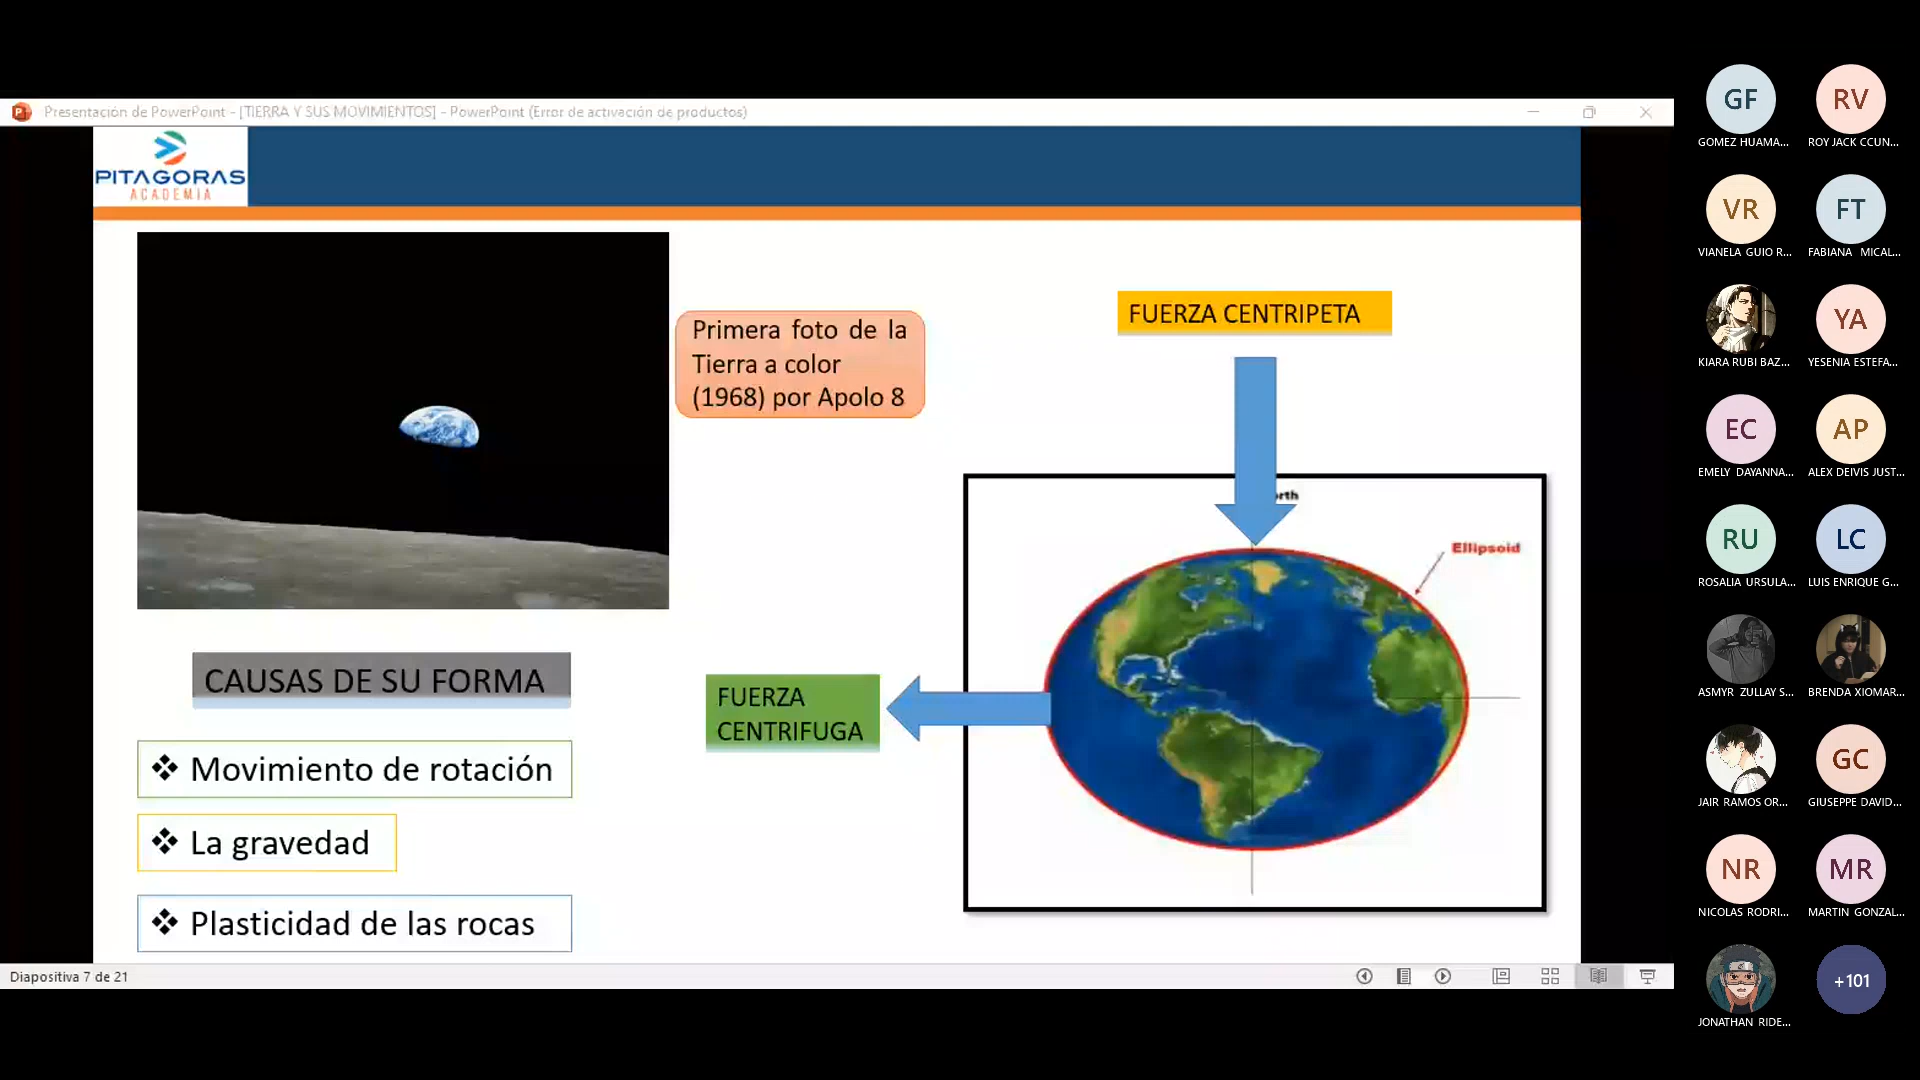 Presentación de PowerPoint - [TIERRA Y SUS MOVIMIENTOS] - PowerPoint (Error de activación de productos)
PITAGORAS
ACADEMIA
Primera foto de la
Tierra a color
(1968) por Apolo 8
FUERZA CENTRIPETA
Ellipsoid
CAUSAS DE SU FORMA
FUERZA
CENTRIFUGA
❖ Movimiento de rotación
❖ La gravedad
❖ Plasticidad de las rocas
Diapositiva 7 de 21
GF
GOMEZ HUAMA...
RV
ROY JACK CCUN...
VR
VIANELA GUIO R...
FT
FABIANA MICAL...
KIARA RUBI BAZ...
YA
YESENIA ESTEFA...
EC
EMELY DAYANNA...
AP
ALEX DEIVIS JUST...
RU
ROSALIA URSULA...
LC
LUIS ENRIQUE G...
ASMYR ZULLAY S...
BRENDA XIOMAR...
JAIR RAMOS OR...
GC
GIUSEPPE DAVID...
NR
NICOLAS RODRI...
MR
MARTIN GONZAL...
JONATHAN RIDE...
+101